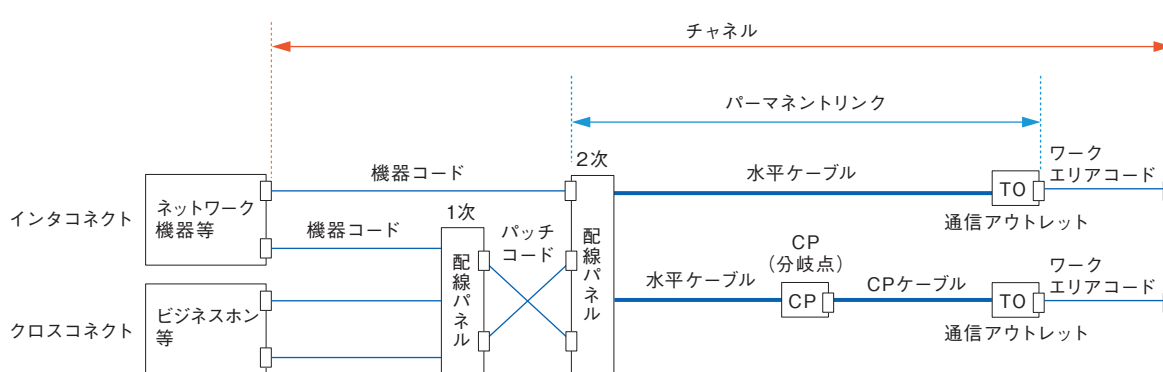 チャネル
パーマネントリンク
2次
機器コード
水平ケーブル
ワーク
エリアコード
TO
通信アウトレット
インタコネクト
ネットワーク
機器等
機器コード
1次
パッチ
コード
配線パネル
配線パネル
CP
(分岐点)
水平ケーブル
CP
CPケーブル
TO
ワーク
エリアコード
通信アウトレット
クロスコネクト
ビジネスホン
等